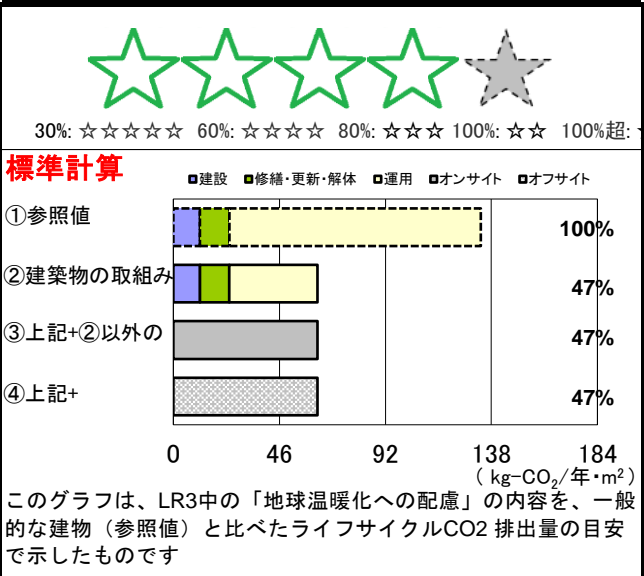 30%: ☆☆☆☆☆ 60%: ☆☆☆☆ 80%: ☆☆☆ 100%: ☆☆ 100%超:
標準計算
建設 修繕・更新・解体 運用 オンサイト オフサイト
①参照値 100%
②建築物の取組み 47%
③上記+②以外の 47%
④上記+ 47%
0 46 92 138 184
( kg-CO2/年・m2)
このグラフは、LR3中の「地球温暖化への配慮」の内容を、一般
的な建物（参照値）と比べたライフサイクルCO2 排出量の目安
で示したものです